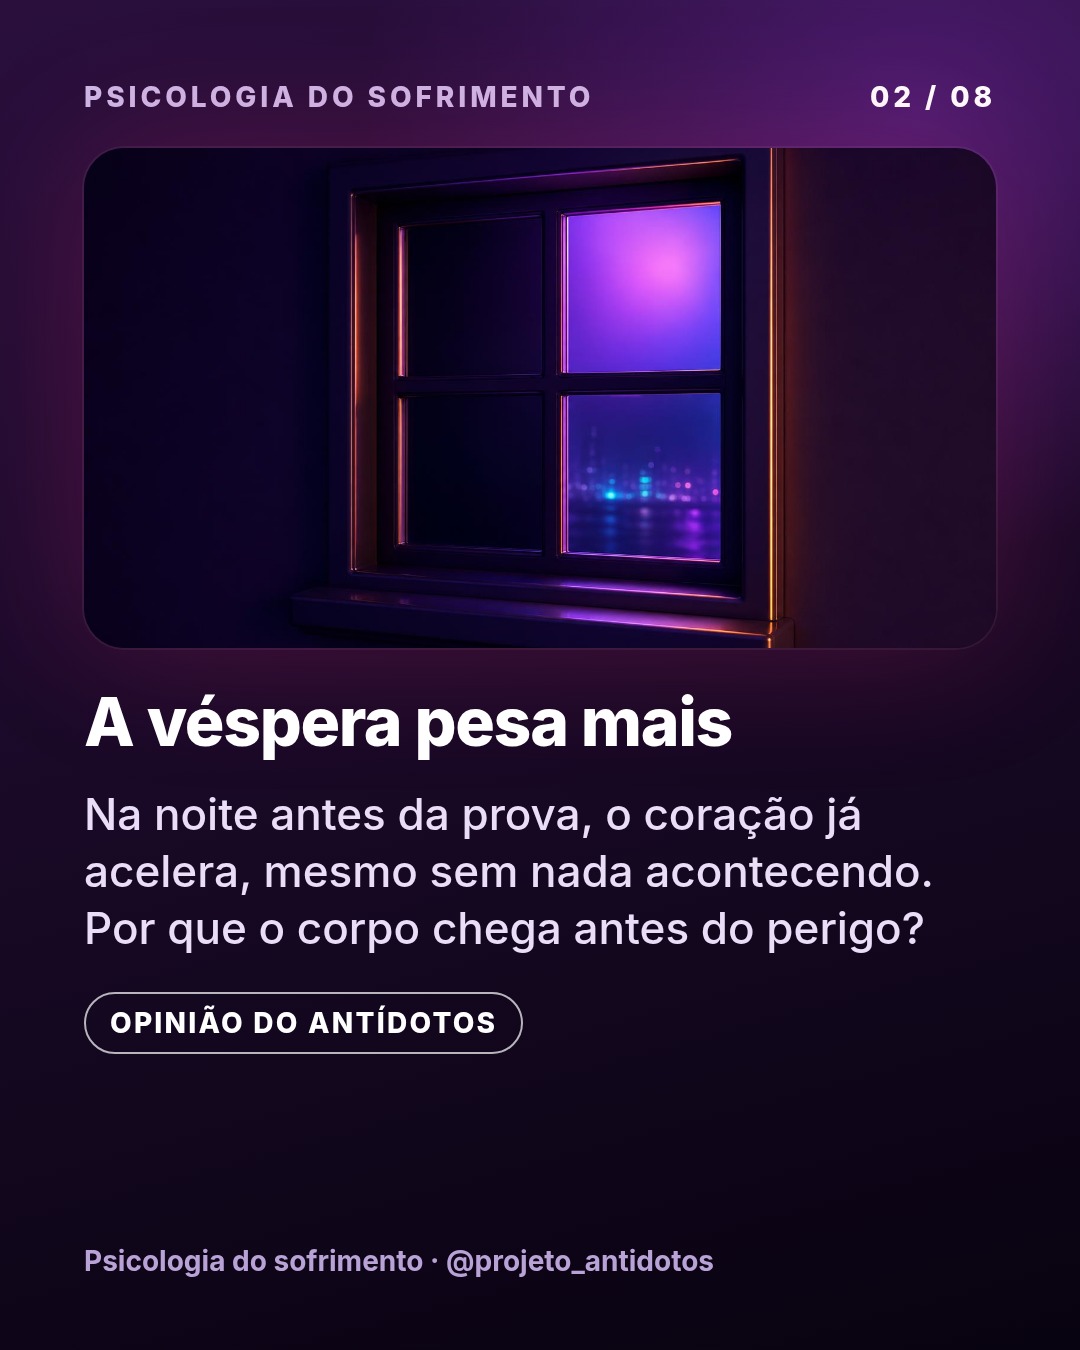 PSICOLOGIA DO SOFRIMENTO
02 / 08
A véspera pesa mais
Na noite antes da prova, o coração já
acelera, mesmo sem nada acontecendo.
Por que o corpo chega antes do perigo?
OPINIÃO DO ANTÍDOTOS
Psicologia do sofrimento · @projeto_antidotos